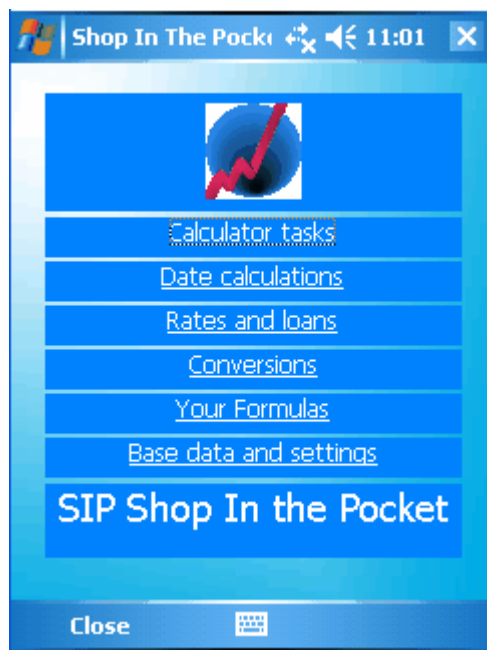 Shop In The Pock 11:01
Calculator tasks
Date calculations
Rates and loans
Conversions
Your Formulas
Base data and settings
SIP Shop In the Pocket
Close